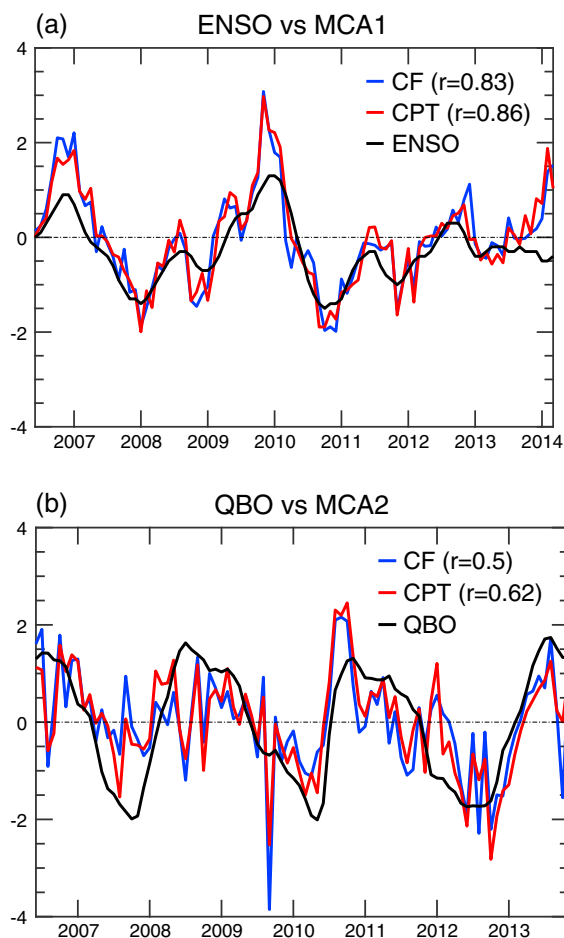 (a) ENSO vs MCA1
4
CF (r=0.83)
CPT (r=0.86)
ENSO
2
0
-2
-4
2007 2008 2009 2010 2011 2012 2013 2014
(b) QBO vs MCA2
4
CF (r=0.5)
CPT (r=0.62)
QBO
2
0
-2
-4
2007 2008 2009 2010 2011 2012 2013